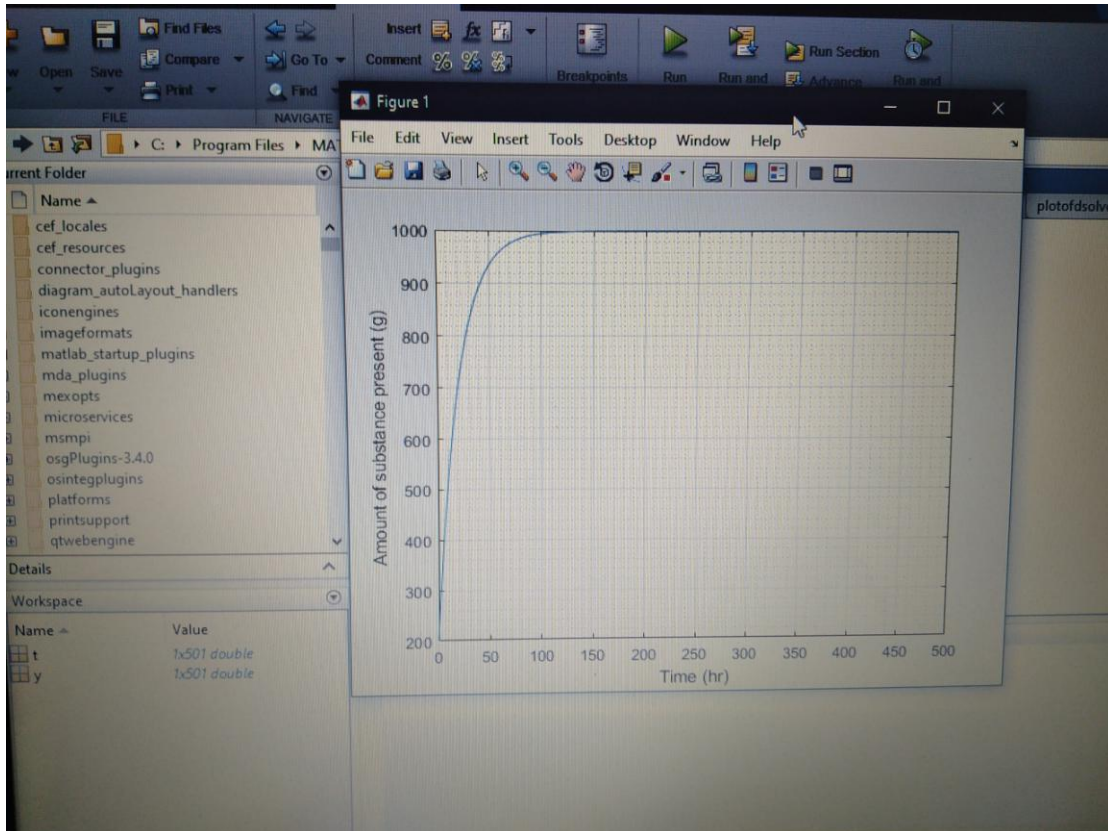 Find Files
Insert
fx
Compare
Go To
Comment
Run Section
Open
Save
Print
Find
Breakpoints
Run
Run and
Advance
Run and
FILE
NAVIGATE
Figure 1
File Edit View Insert Tools Desktop Window Help
C: Program Files MA
Current Folder
Name
plotofdsolve
cef_locales
cef_resources
connector_plugins
diagram_autoLayout_handlers
iconengines
imageformats
matlab_startup_plugins
mda_plugins
mexopts
microservices
msmpi
osgPlugins-3.4.0
osintegplugins
platforms
printsupport
qtwebengine
Details
Workspace
Name Value
t 1x501 double
y 1x501 double
Amount of substance present (g)
1000
900
800
700
600
500
400
300
200
0 50 100 150 200 250 300 350 400 450 500
Time (hr)